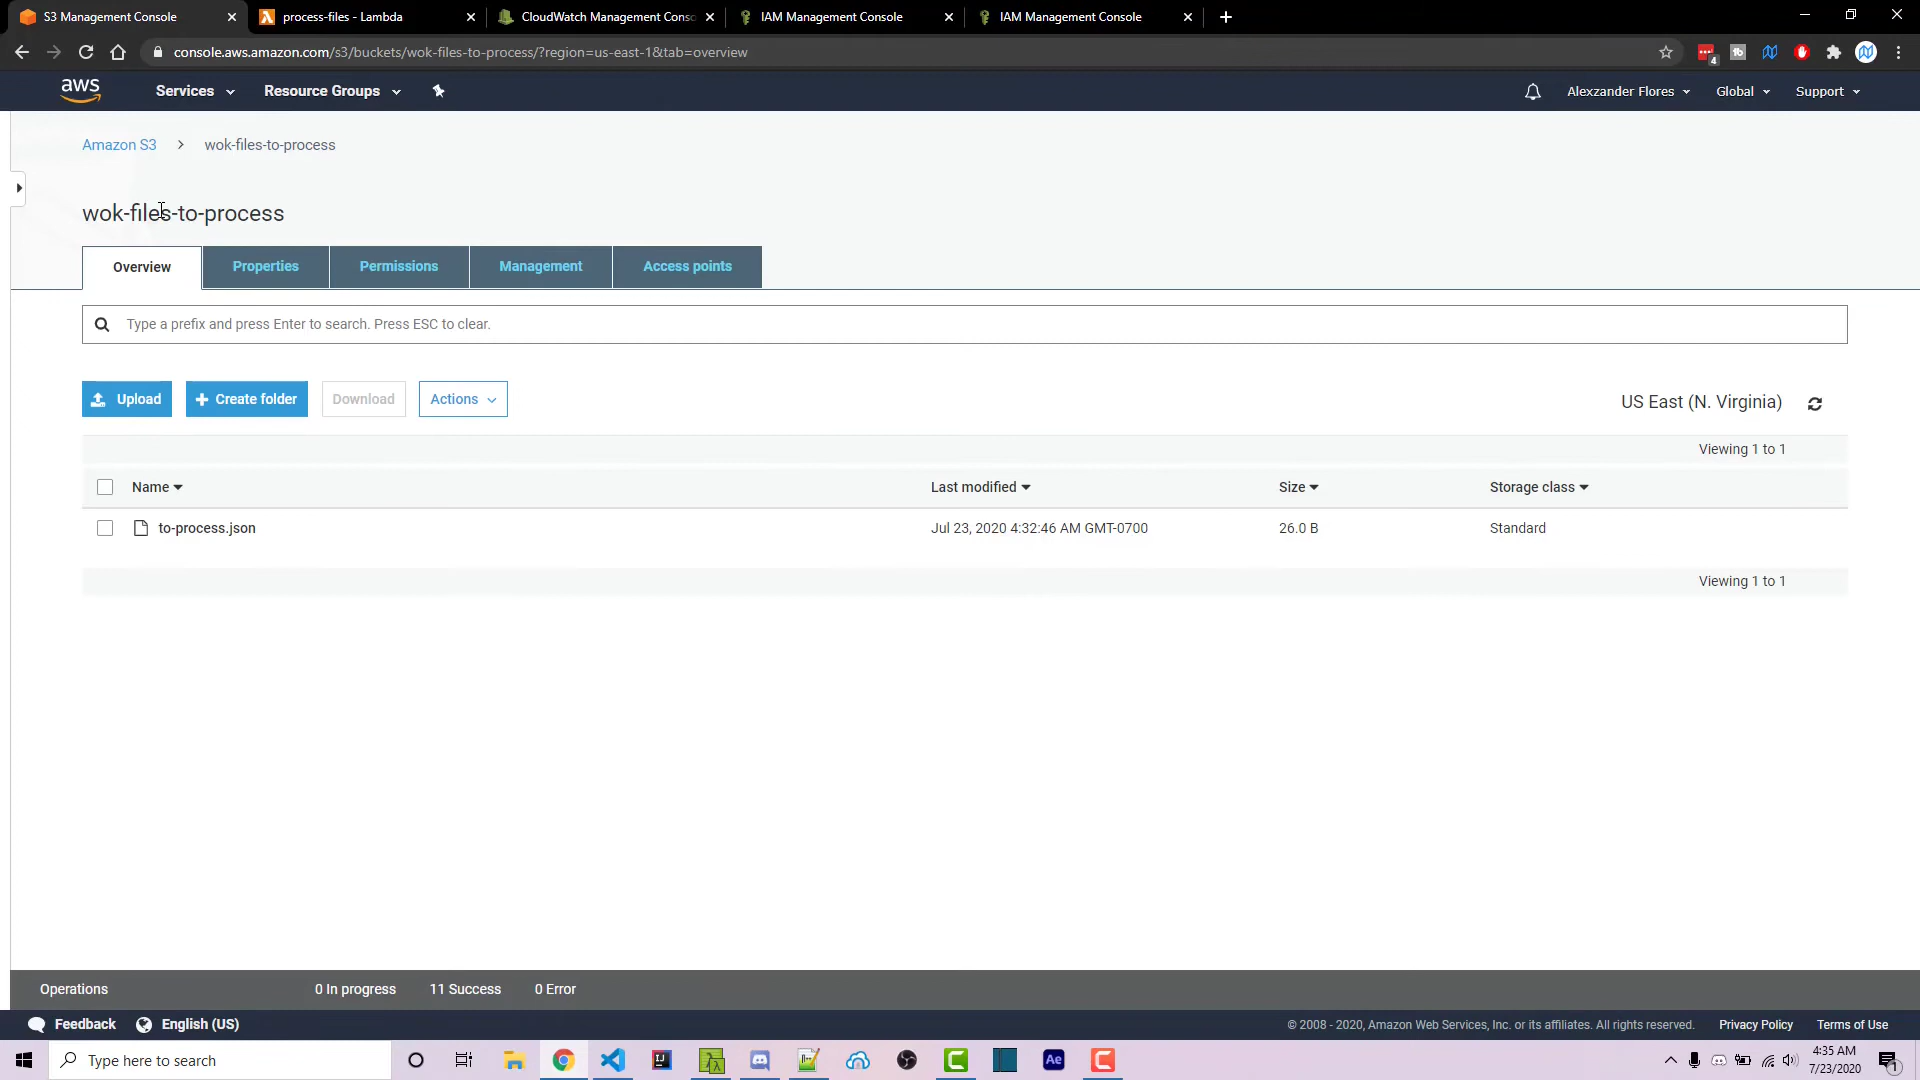 S3 Management Console
process-files - Lambda
CloudWatch Management Conso
IAM Management Console
IAM Management Console
console.aws.amazon.com/s3/buckets/wok-files-to-process/?region=us-east-1&tab=overview
4
aws
Services
Resource Groups
Alexzander Flores
Global
Support
Amazon S3
wok-files-to-process
wok-files-to-process
Overview
Properties
Permissions
Management
Access points
Type a prefix and press Enter to search. Press ESC to clear.
Upload
Create folder
Download
Actions
US East (N. Virginia)
Viewing 1 to 1
Name
Last modified
Size
Storage class
to-process.json
Jul 23, 2020 4:32:46 AM GMT-0700
26.0 B
Standard
Viewing 1 to 1
Operations
0 In progress
11 Success
0 Error
Feedback
English (US)
© 2008 - 2020, Amazon Web Services, Inc. or its affiliates. All rights reserved.
Privacy Policy
Terms of Use
Type here to search
IJ
Ae
4:35 AM
7/23/2020
1